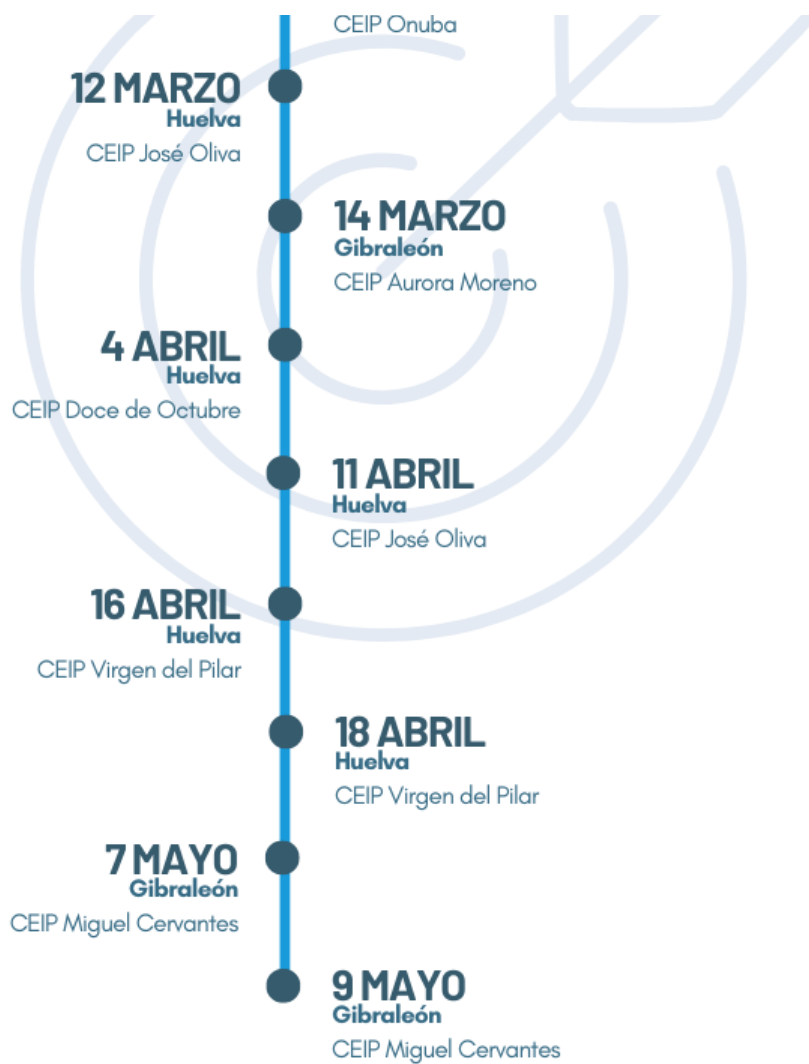 CEIP Onuba
12 MARZO
Huelva
CEIP José Oliva
14 MARZO
Gibraleón
CEIP Aurora Moreno
4 ABRIL
Huelva
CEIP Doce de Octubre
11 ABRIL
Huelva
CEIP José Oliva
16 ABRIL
Huelva
CEIP Virgen del Pilar
18 ABRIL
Huelva
CEIP Virgen del Pilar
7 MAYO
Gibraleón
CEIP Miguel Cervantes
9 MAYO
Gibraleón
CEIP Miguel Cervantes